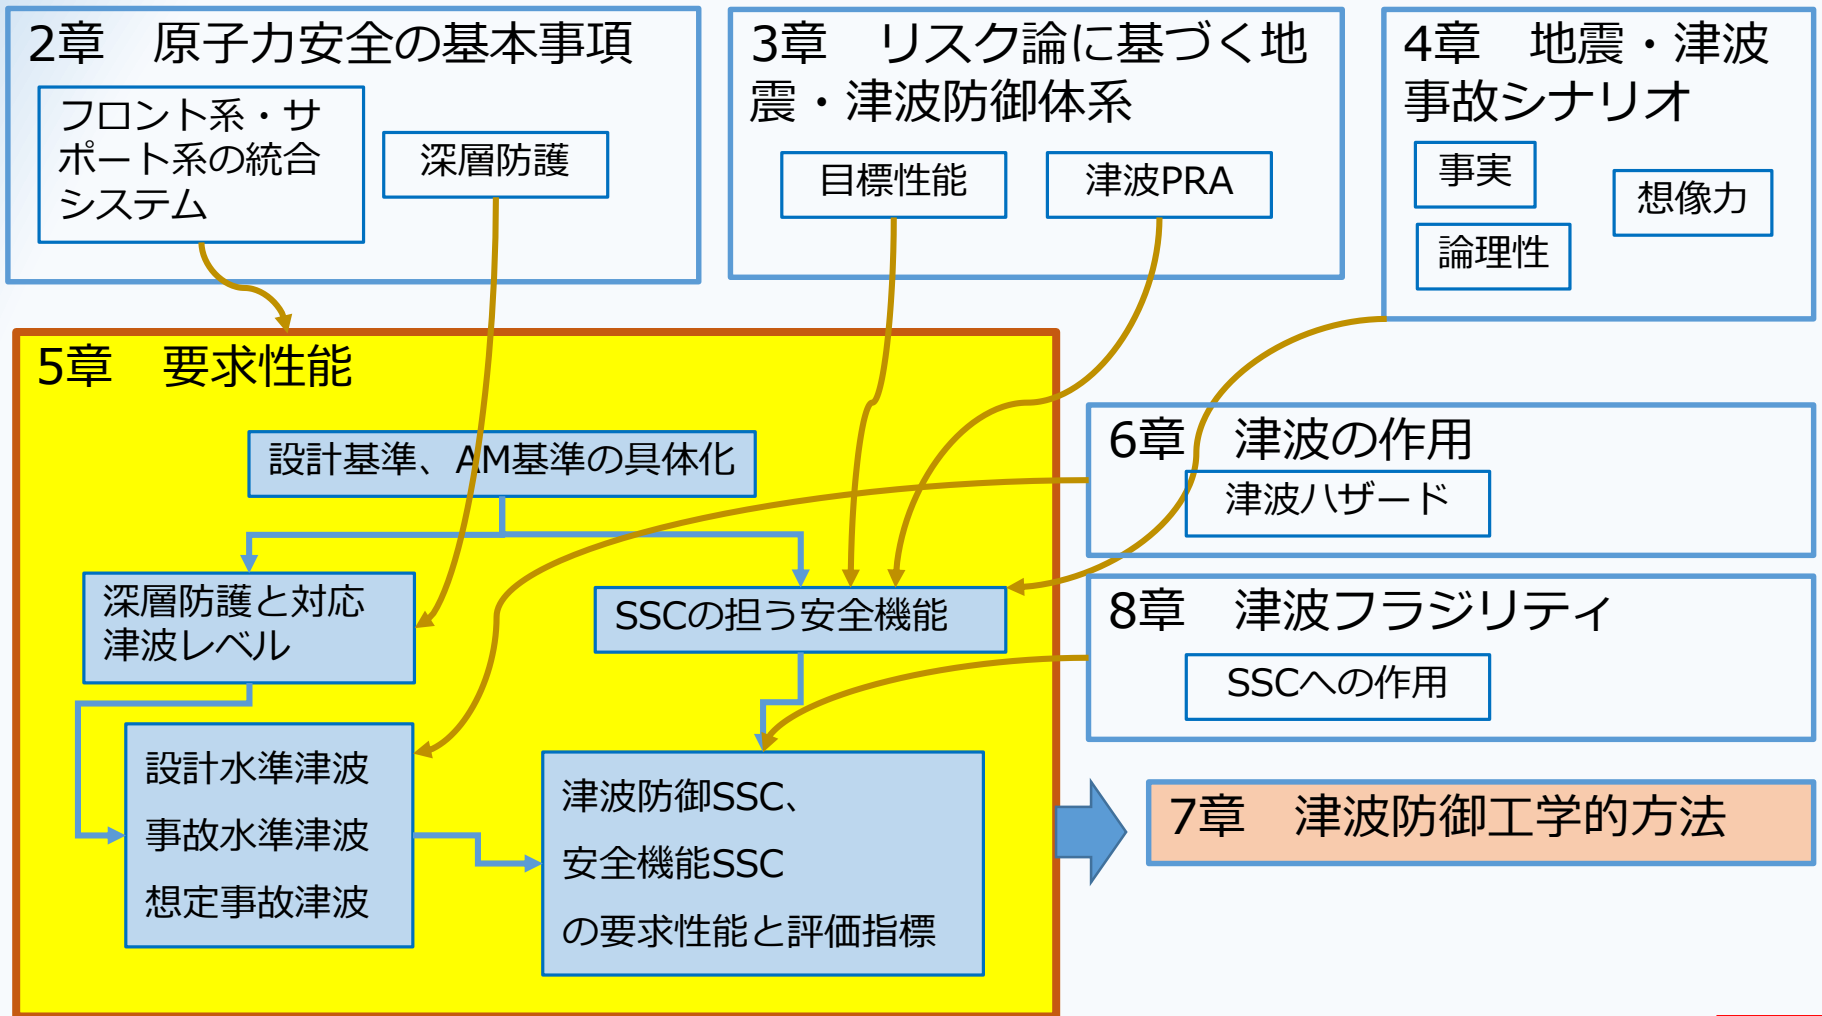 2章　原子力安全の基本事項
フロント系・サ
ポート系の統合
システム
深層防護
3章　リスク論に基づく地
震・津波防御体系
目標性能
津波PRA
4章　地震・津波
事故シナリオ
事実
想像力
論理性
5章　要求性能
設計基準、AM基準の具体化
深層防護と対応
津波レベル
SSCの担う安全機能
設計水準津波
事故水準津波
想定事故津波
津波防御SSC、
安全機能SSC
の要求性能と評価指標
6章　津波の作用
津波ハザード
8章　津波フラジリティ
SSCへの作用
7章　津波防御工学的方法